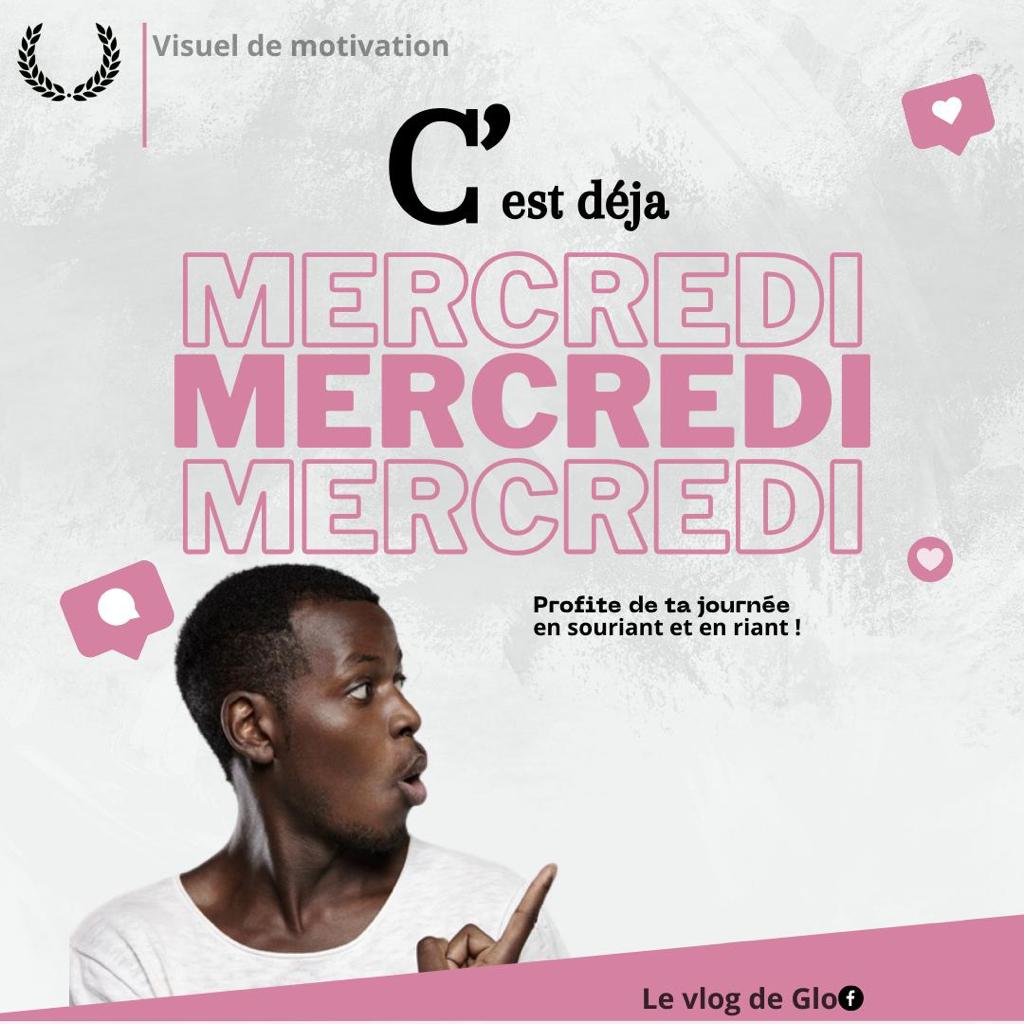 Visuel de motivation
C'est déja
MERCREDI
MERCREDI
MERCREDI
Profite de ta journée
en souriant et en riant !
Le vlog de Glo